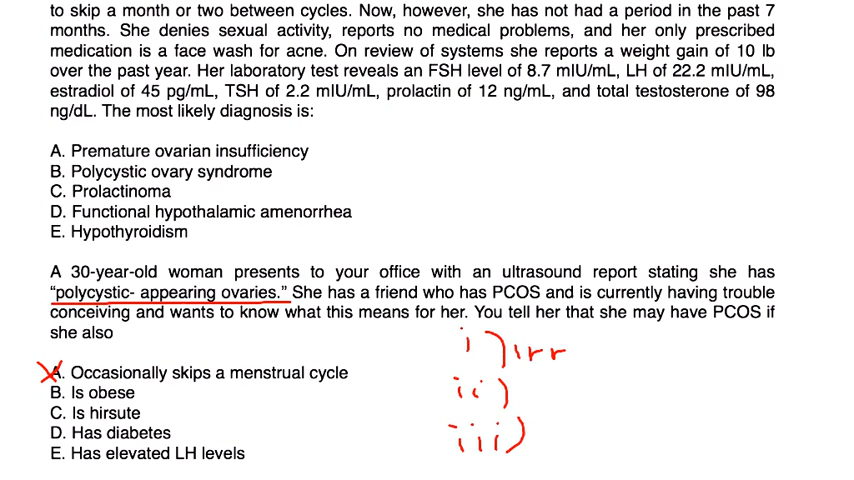 to skip a month or two between cycles. Now, however, she has not had a period in the past 7
months. She denies sexual activity, reports no medical problems, and her only prescribed
medication is a face wash for acne. On review of systems she reports a weight gain of 10 lb
over the past year. Her laboratory test reveals an FSH level of 8.7 mIU/mL, LH of 22.2 mIU/mL,
estradiol of 45 pg/mL, TSH of 2.2 mIU/mL, prolactin of 12 ng/mL, and total testosterone of 98
ng/dL. The most likely diagnosis is:
A. Premature ovarian insufficiency
B. Polycystic ovary syndrome
C. Prolactinoma
D. Functional hypothalamic amenorrhea
E. Hypothyroidism
A 30-year-old woman presents to your office with an ultrasound report stating she has
“polycystic- appearing ovaries.” She has a friend who has PCOS and is currently having trouble
conceiving and wants to know what this means for her. You tell her that she may have PCOS if
she also
i) irr
A. Occasionally skips a menstrual cycle
ii)
B. Is obese
C. Is hirsute
iii)
D. Has diabetes
E. Has elevated LH levels